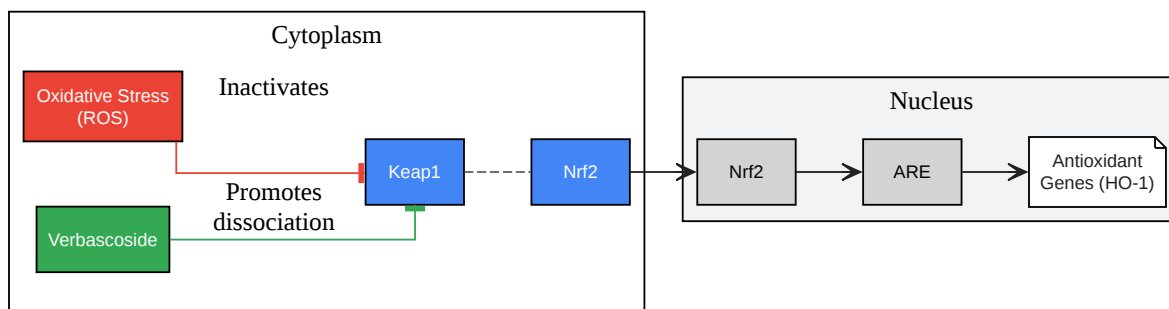 Cytoplasm
Oxidative Stress
(ROS)
Inactivates
Keap1
Nrf2
Promotes
dissociation
Verbascoside
Nucleus
Nrf2
ARE
Antioxidant
Genes (HO-1)